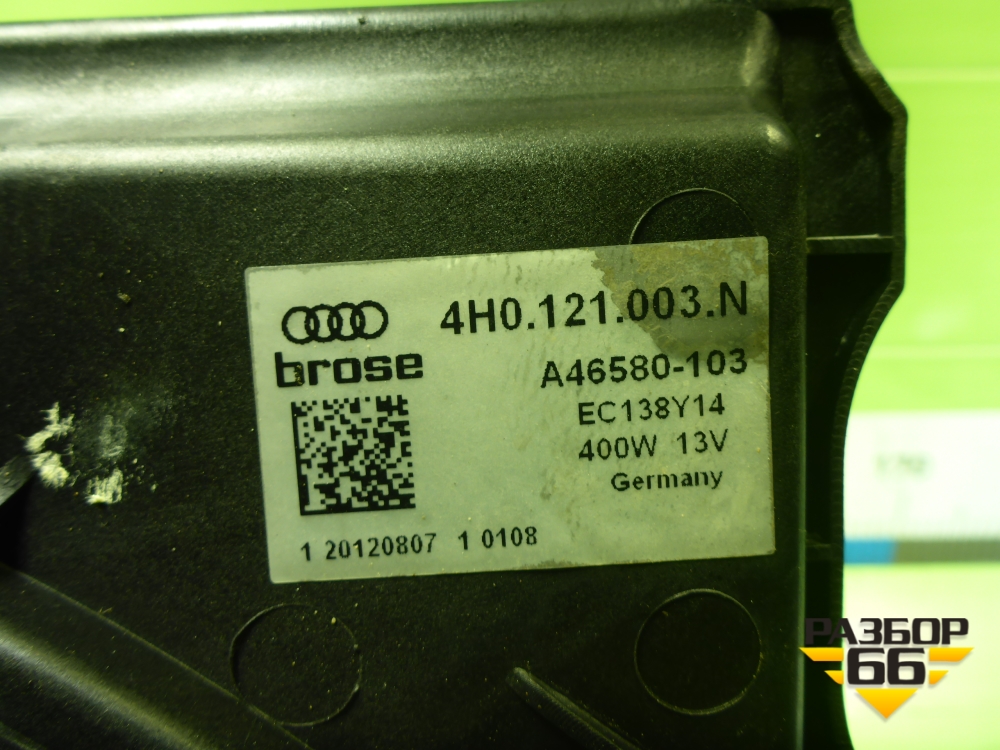 4H0.121.003.N
brose
A46580-103
EC138Y14
400W 13V
Germany
1 20120807 1 0108
РАЗБОР
66